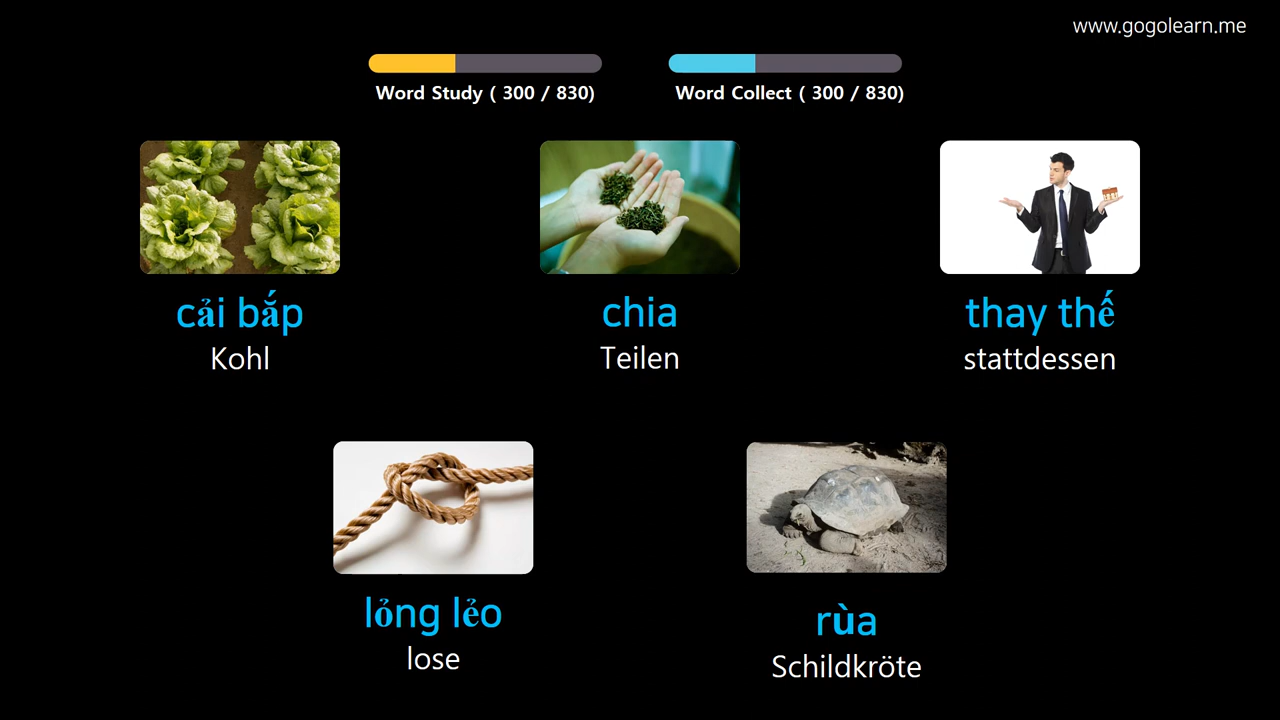 www.gogolearn.me
Word Study ( 300 / 830)
Word Collect ( 300 / 830)
cải bắp
Kohl
chia
Teilen
thay thế
stattdessen
lỏng lẻo
lose
rùa
Schildkröte